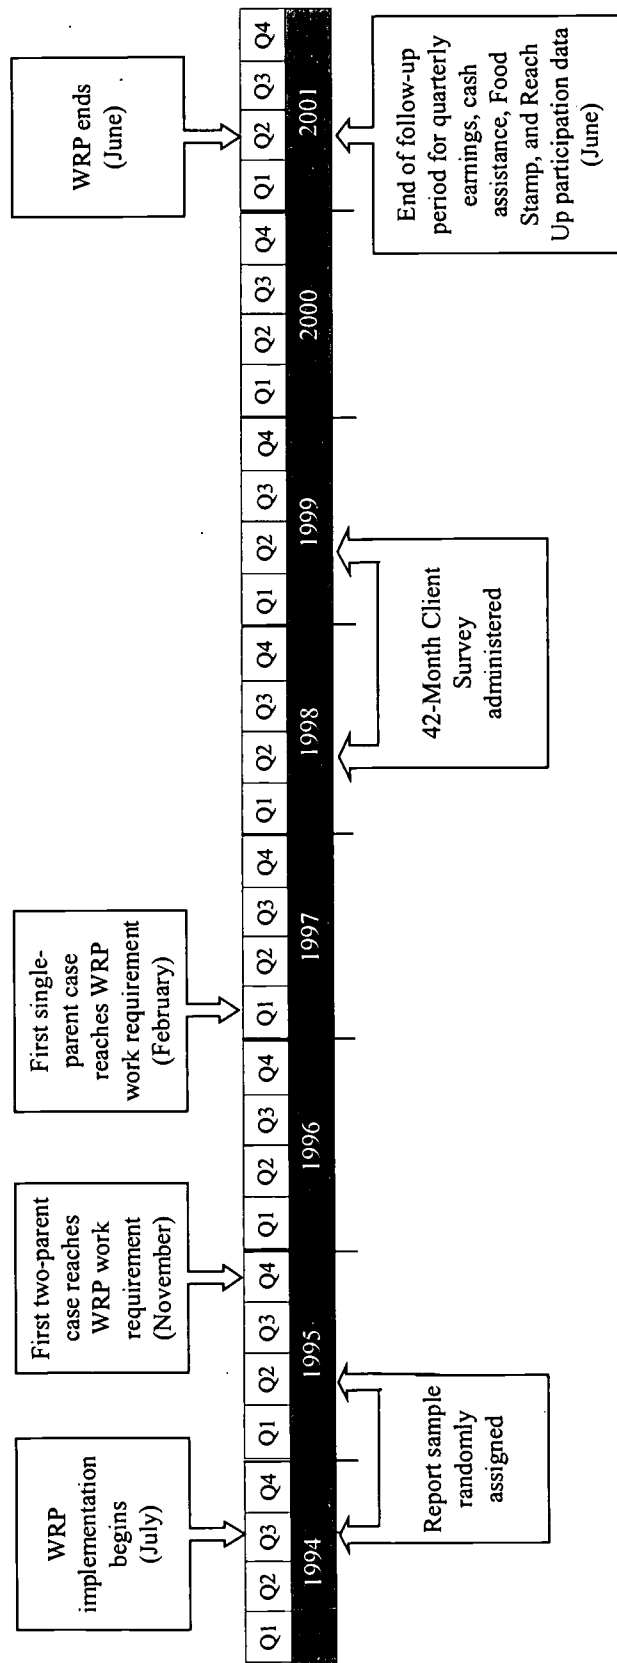 WRP
implementation
begins
(July)
First two-parent
case reaches
WRP work
requirement
(November)
First single-
parent case
reaches WRP
work requirement
(February)
WRP ends
(June)
Q1 Q2 Q3 Q4 Q1 Q2 Q3 Q4 Q1 Q2 Q3 Q4 Q1 Q2 Q3 Q4 Q1 Q2 Q3 Q4 Q1 Q2 Q3 Q4 Q1 Q2 Q3 Q4 Q1 Q2 Q3 Q4
1994 1995 1996 1997 1998 1999 2000 2001
Report sample
randomly
assigned
42-Month Client
Survey
administered
End of follow-up
period for quarterly
earnings, cash
assistance, Food
Stamp, and Reach
Up participation data
(June)